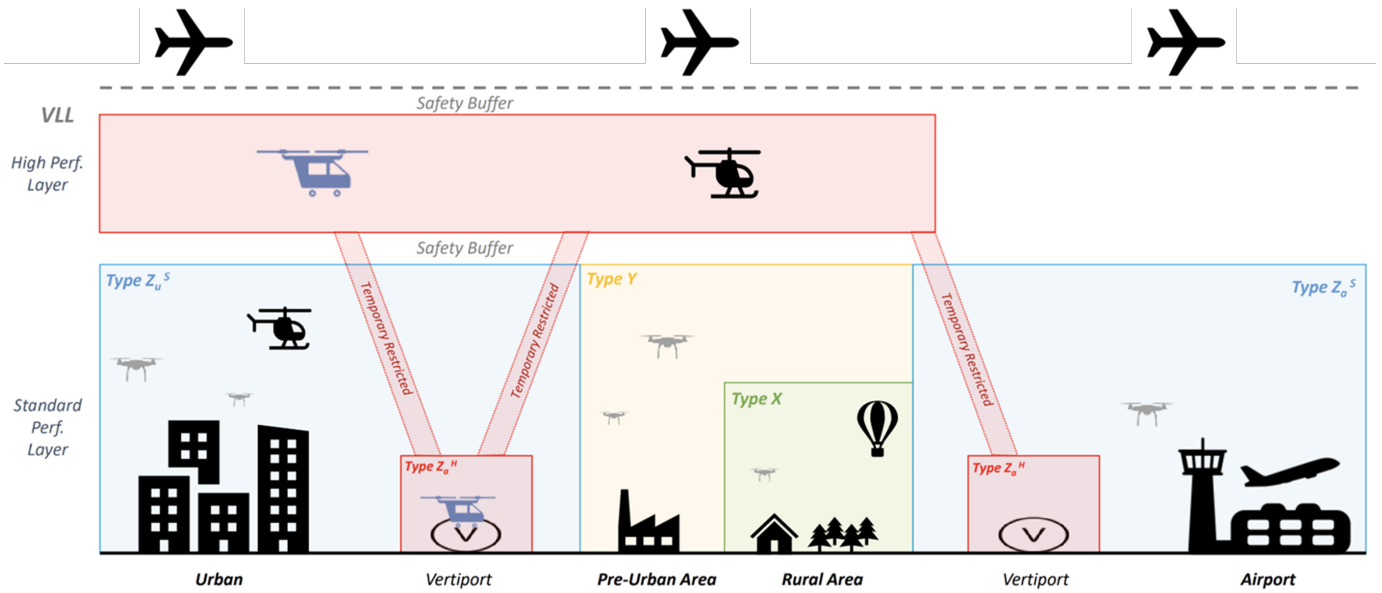 Safety Buffer
VLL
High Perf.
Layer
Safety Buffer
Type Zu S
Type Y
Type Za S
Temporary Restricted
Temporary Restricted
Temporary Restricted
Type X
Standard
Perf.
Layer
Type Za H
V
Type Za H
V
Urban
Vertiport
Pre-Urban Area
Rural Area
Vertiport
Airport